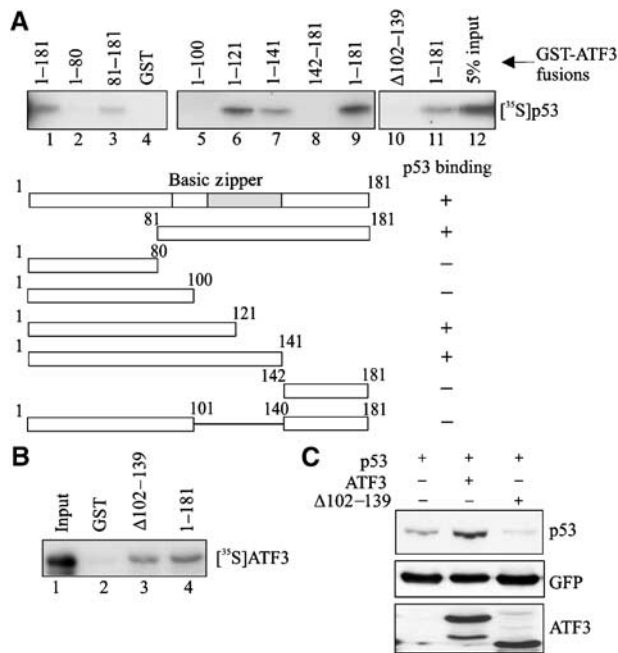 A
1–181
1–80
81–181
GST
1–100
1–121
1–141
142–181
1–181
Δ102–139
1–181
5% input
GST-ATF3
fusions
[35S]p53
1 2 3 4 5 6 7 8 9 10 11 12
p53 binding
1 Basic zipper 181
+
81 181
+
1 80
–
1 100
–
1 121
+
1 141
+
142 181
–
1 101 140 181
–
B
Input
GST
Δ102–139
1–181
[35S]ATF3
1 2 3 4
C
p53 + + +
ATF3 – + –
Δ102–139 – – +
p53
GFP
ATF3